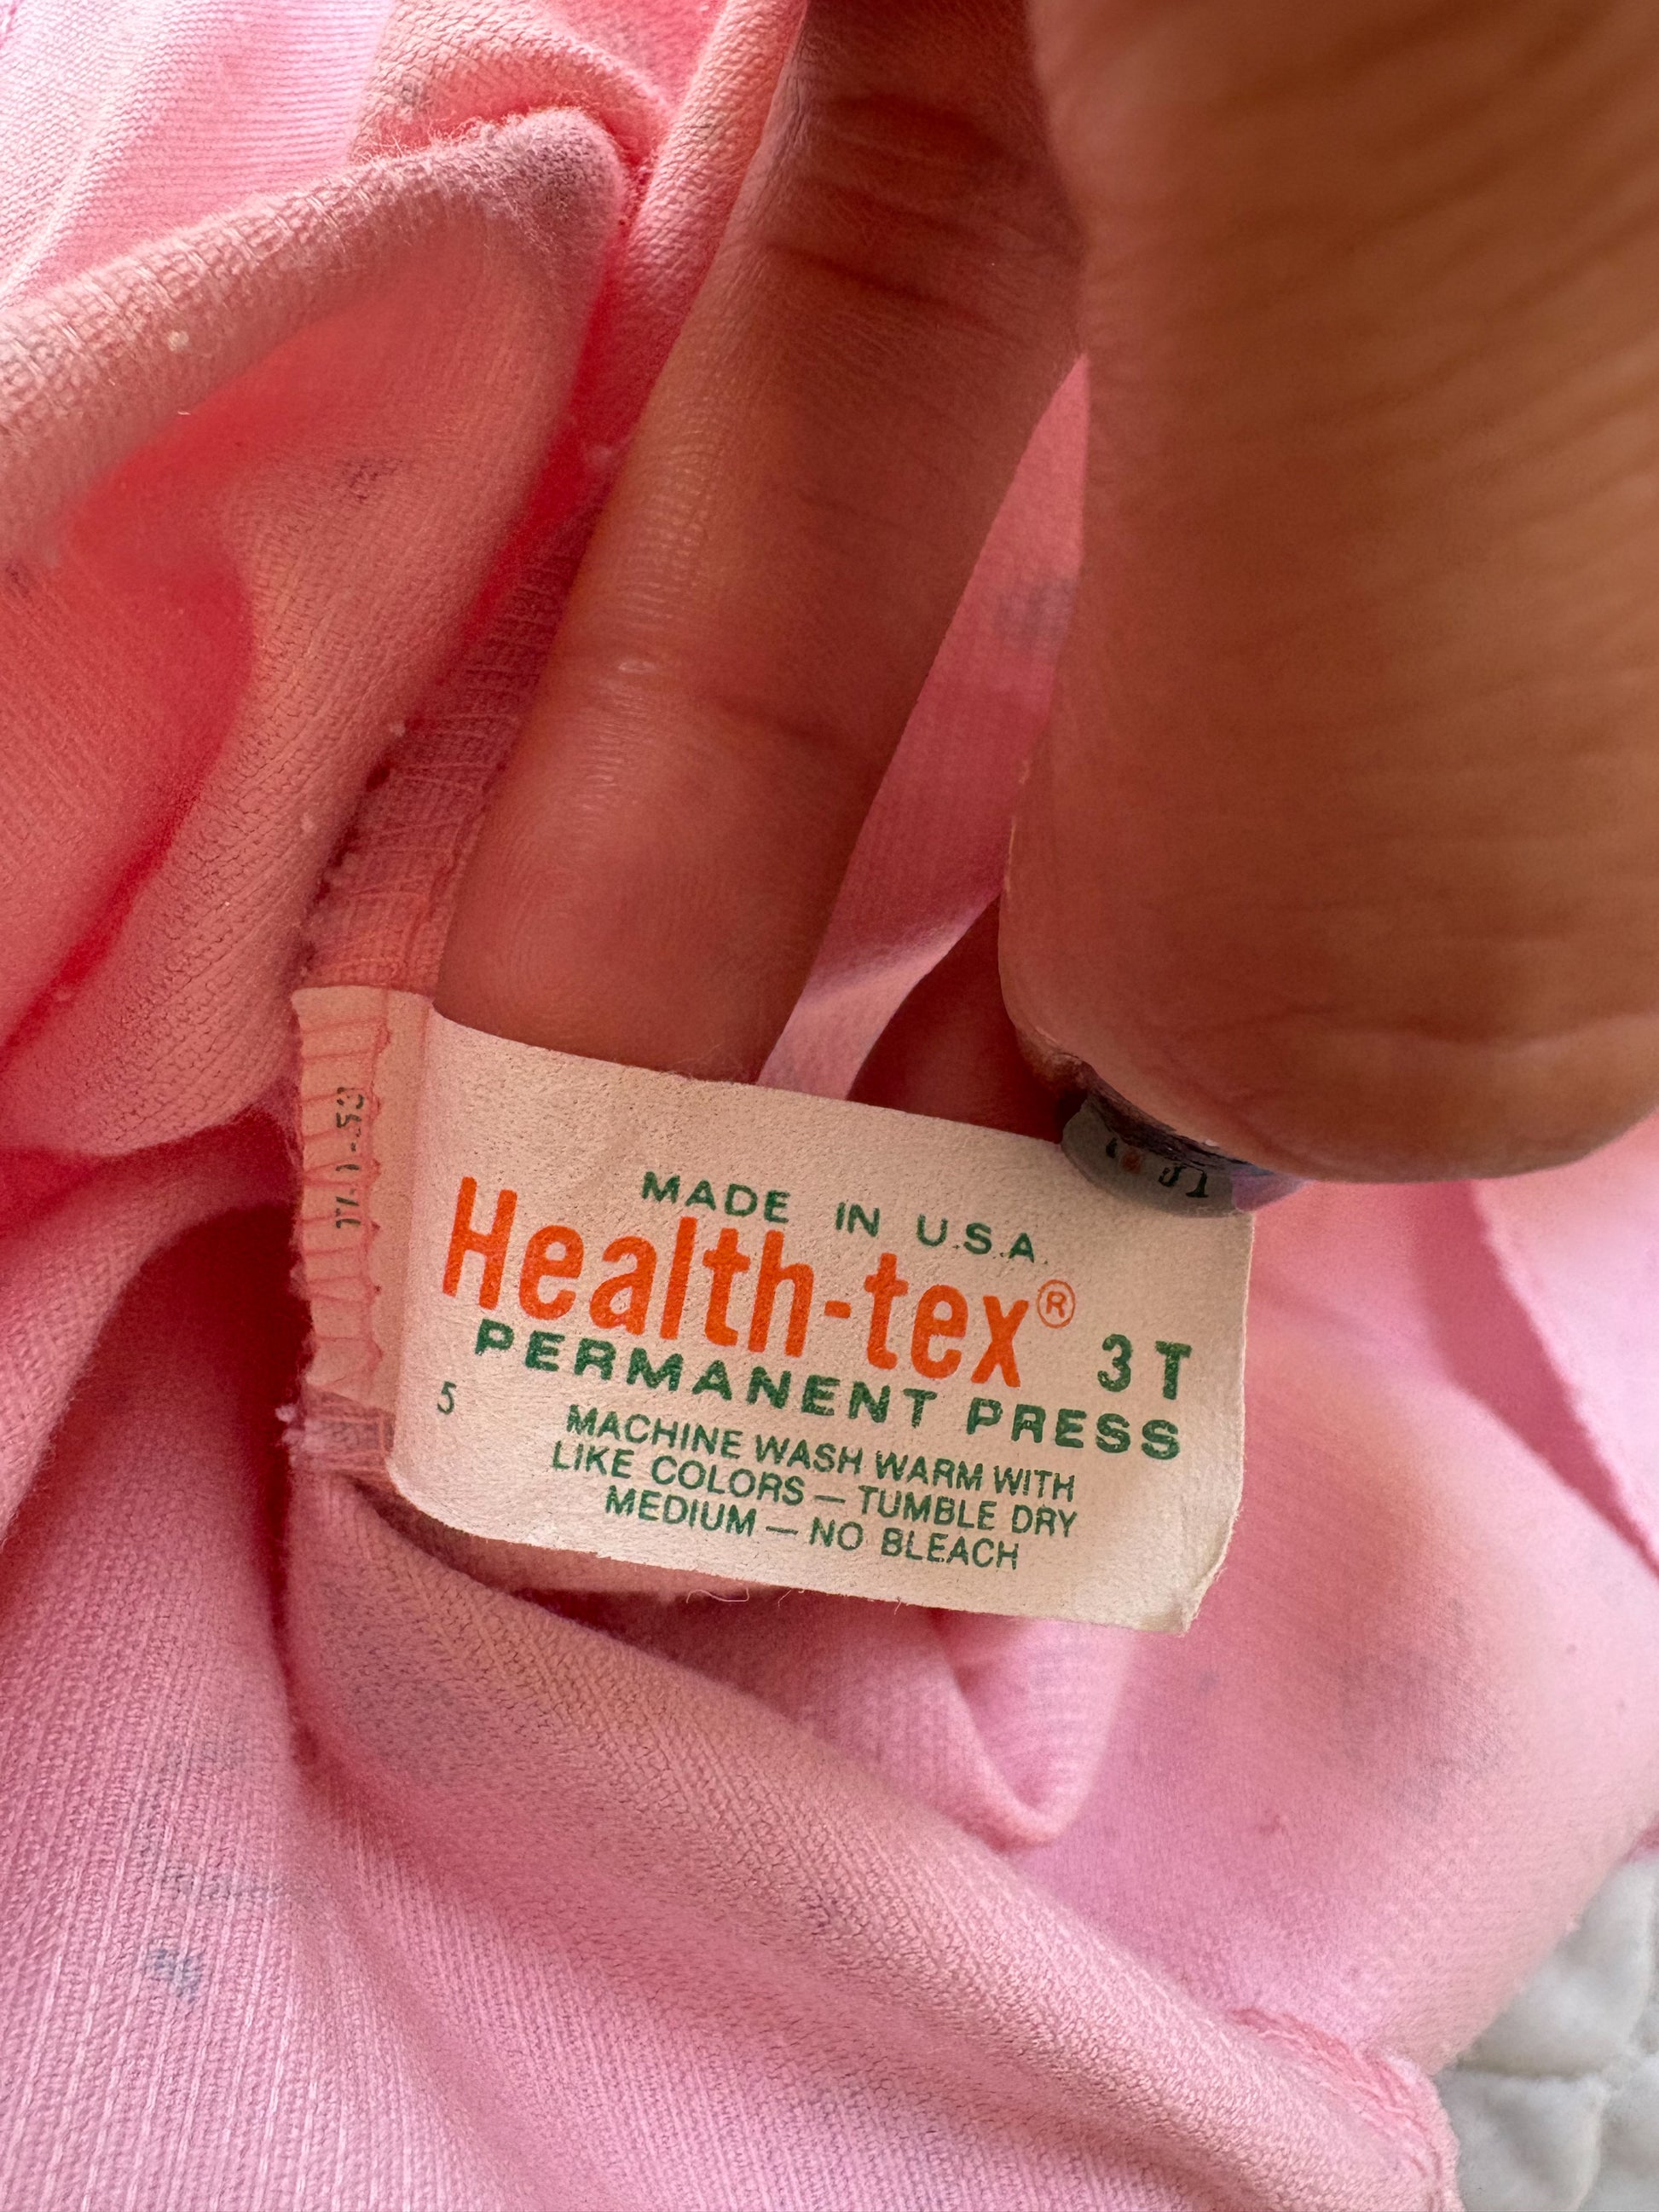 MADE IN U.S.A.
Health-tex® 3T
PERMANENT PRESS
5
MACHINE WASH WARM WITH
LIKE COLORS — TUMBLE DRY
MEDIUM — NO BLEACH